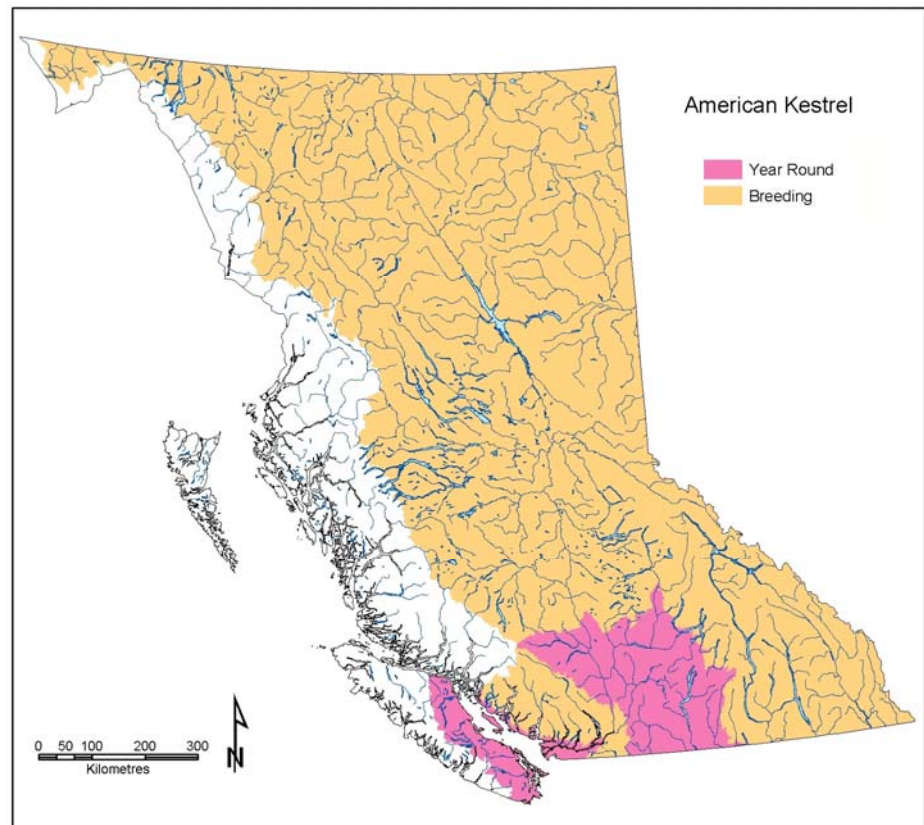 American Kestrel
Year Round
Breeding
0 50 100 200 300
Kilometres
N